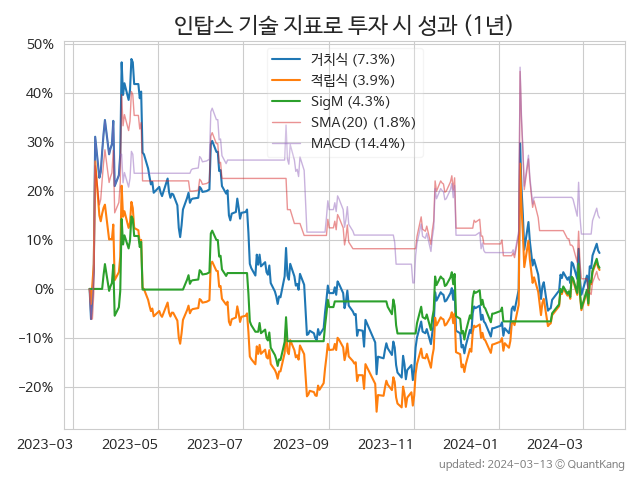 인탑스 기술 지표로 투자 시 성과 (1년)
거치식 (7.3%)
적립식 (3.9%)
SigM (4.3%)
SMA(20) (1.8%)
MACD (14.4%)
50%
40%
30%
20%
10%
0%
−10%
−20%
2023-03 2023-05 2023-07 2023-09 2023-11 2024-01 2024-03
updated: 2024-03-13 ⓒ QuantKang